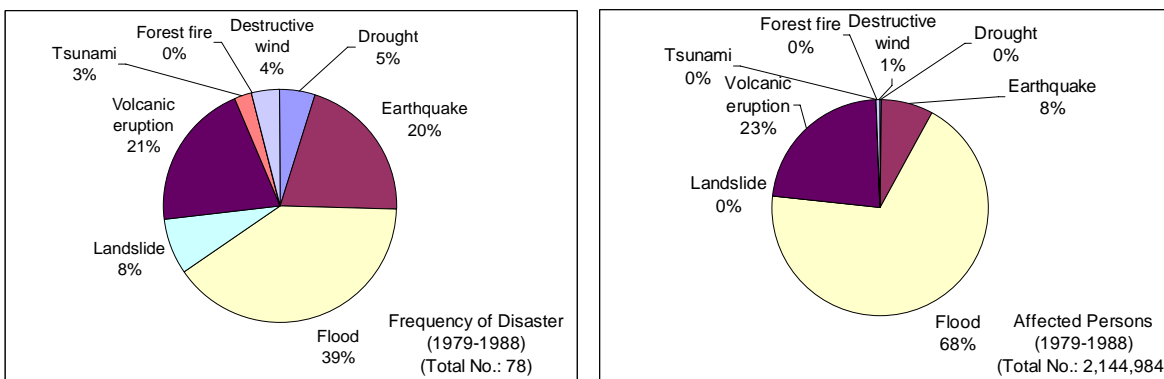 Forest fire
0%
Destructive
wind
4%
Drought
5%
Tsunami
3%
Earthquake
20%
Volcanic
eruption
21%
Landslide
8%
Flood
39%
Frequency of Disaster
(1979-1988)
(Total No.: 78)
Forest fire
0%
Destructive
wind
1%
Drought
0%
Tsunami
0%
Earthquake
8%
Volcanic
eruption
23%
Landslide
0%
Flood
68%
Affected Persons
(1979-1988)
(Total No.: 2,144,984